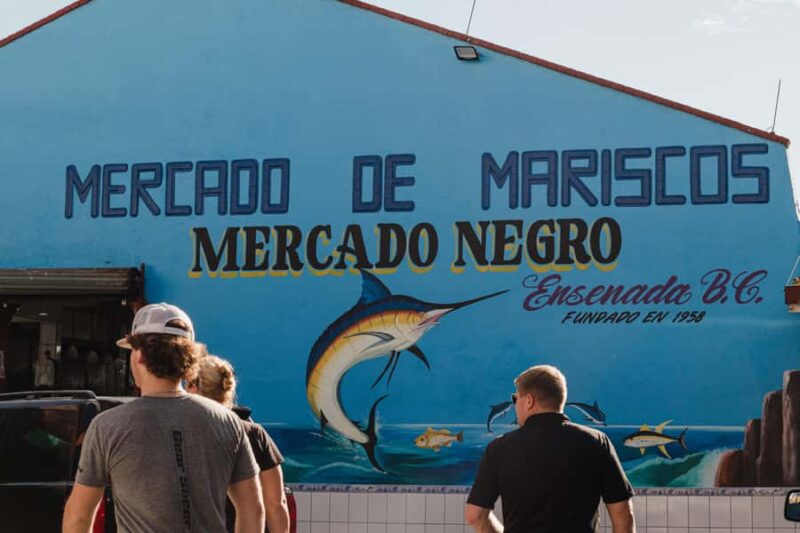 MERCADO DE MARISCOS
MERCADO NEGRO
Ensenada B.C.
FUNDADO EN 1958